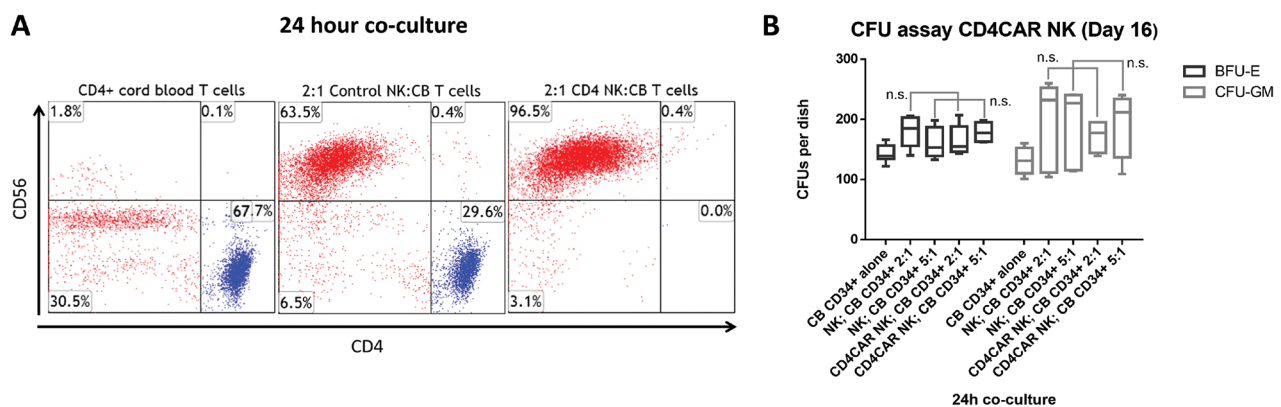 A
24 hour co-culture
CD4+ cord blood T cells
2:1 Control NK:CB T cells
2:1 CD4 NK:CB T cells
1.8%
0.1%
63.5%
0.4%
96.5%
0.4%
67.7%
29.6%
0.0%
30.5%
6.5%
3.1%
CD56
CD4
B
CFU assay CD4CAR NK (Day 16)
CFUs per dish
300
200
100
0
n.s.
n.s.
n.s.
n.s.
BFU-E
CFU-GM
CB CD34+ alone
NK; CB CD34+ 2:1
NK; CB CD34+ 5:1
CD4CAR NK; CB CD34+ 2:1
CD4CAR NK; CB CD34+ 5:1
CB CD34+ alone
NK; CB CD34+ 2:1
NK; CB CD34+ 5:1
CD4CAR NK; CB CD34+ 2:1
CD4CAR NK; CB CD34+ 5:1
24h co-culture